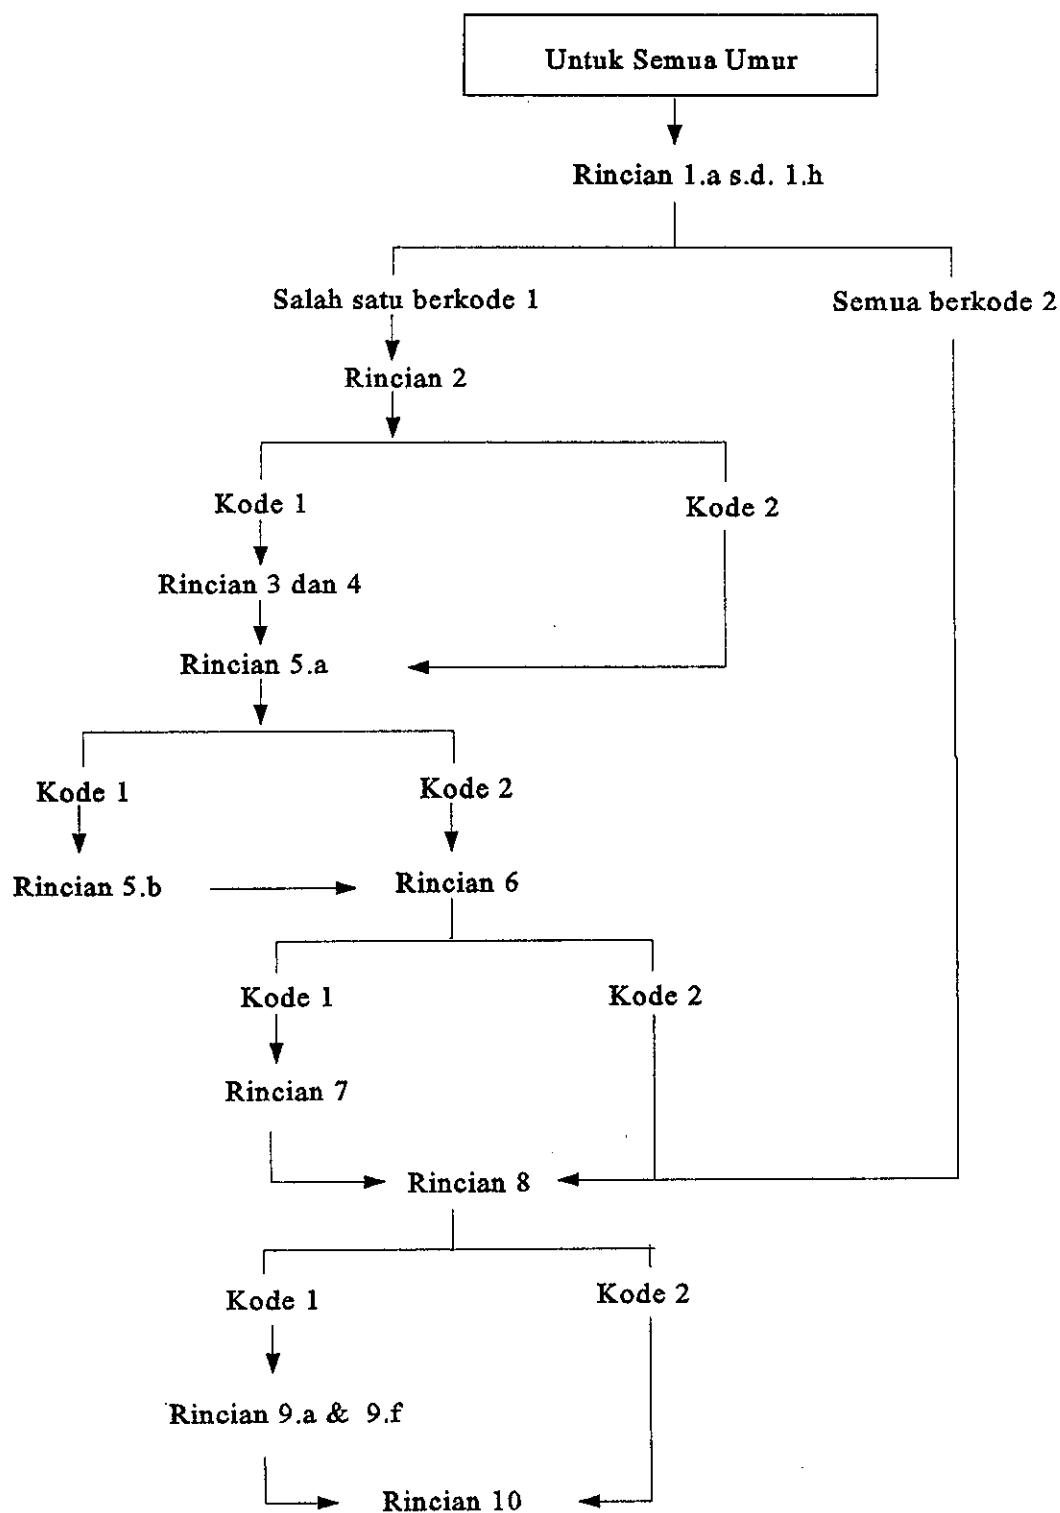 Untuk Semua Umur
Rincian 1.a s.d. 1.h
Salah satu berkode 1
Semua berkode 2
Rincian 2
Kode 1
Kode 2
Rincian 3 dan 4
Rincian 5.a
Kode 1
Kode 2
Rincian 5.b
Rincian 6
Kode 1
Kode 2
Rincian 7
Rincian 8
Kode 1
Kode 2
Rincian 9.a & 9.f
Rincian 10